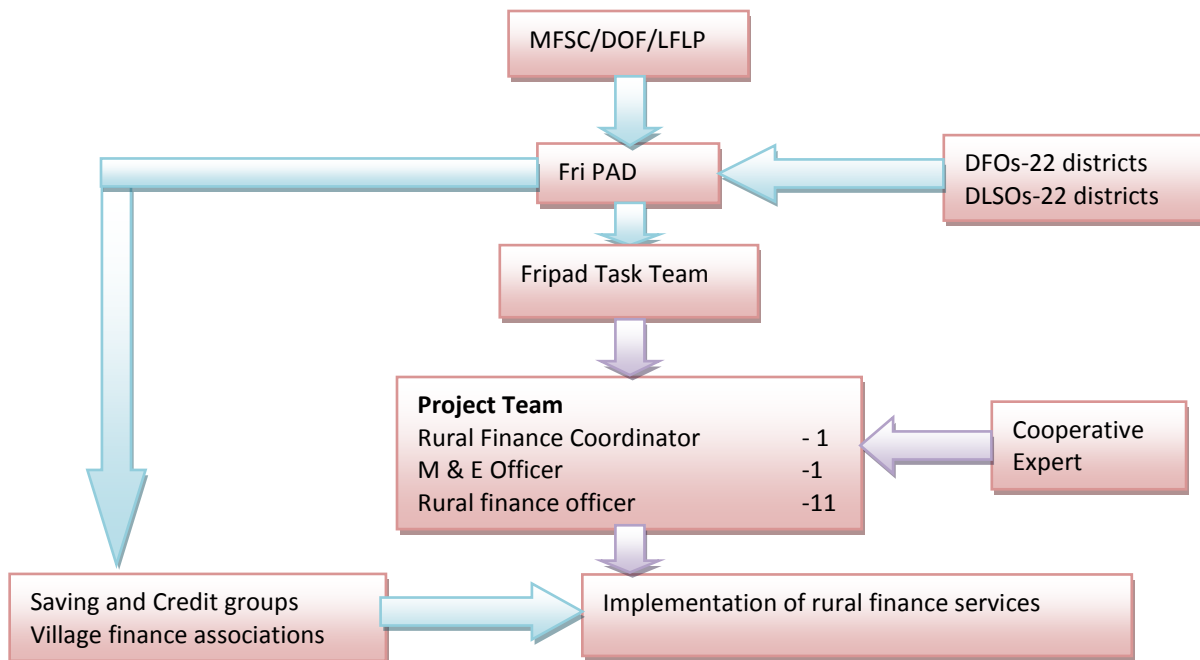 MFSC/DOF/LFLP
Fri PAD
DFOs-22 districts
DLSOs-22 districts
Fripad Task Team
Project Team
Rural Finance Coordinator - 1
M & E Officer -1
Rural finance officer -11
Cooperative
Expert
Saving and Credit groups
Village finance associations
Implementation of rural finance services